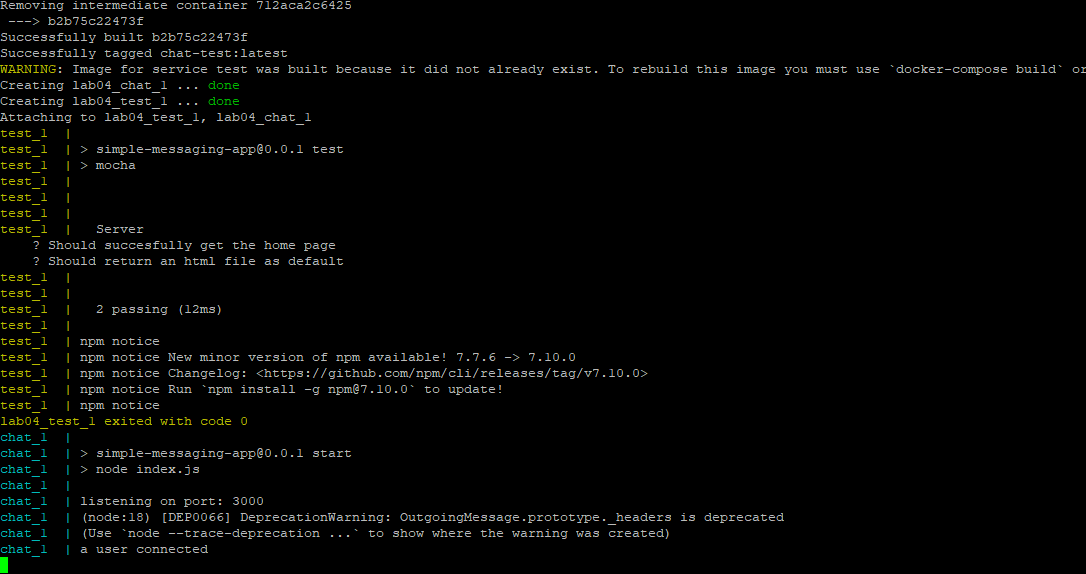 Removing intermediate container 712aca2c6425
---> b2b75c22473f
Successfully built b2b75c22473f
Successfully tagged chat-test:latest
WARNING: Image for service test was built because it did not already exist. To rebuild this image you must use `docker-compose build` or
Creating lab04_chat_1 ... done
Creating lab04_test_1 ... done
Attaching to lab04_test_1, lab04_chat_1
test_1  |
test_1  | > simple-messaging-app@0.0.1 test
test_1  | > mocha
test_1  |
test_1  |
test_1  |
test_1  |   Server
    ? Should succesfully get the home page
    ? Should return an html file as default
test_1  |
test_1  |
test_1  |   2 passing (12ms)
test_1  |
test_1  | npm notice
test_1  | npm notice New minor version of npm available! 7.7.6 -> 7.10.0
test_1  | npm notice Changelog: <https://github.com/npm/cli/releases/tag/v7.10.0>
test_1  | npm notice Run `npm install -g npm@7.10.0` to update!
test_1  | npm notice
lab04_test_1 exited with code 0
chat_1  |
chat_1  | > simple-messaging-app@0.0.1 start
chat_1  | > node index.js
chat_1  |
chat_1  | listening on port: 3000
chat_1  | (node:18) [DEP0066] DeprecationWarning: OutgoingMessage.prototype._headers is deprecated
chat_1  | (Use `node --trace-deprecation ...` to show where the warning was created)
chat_1  | a user connected